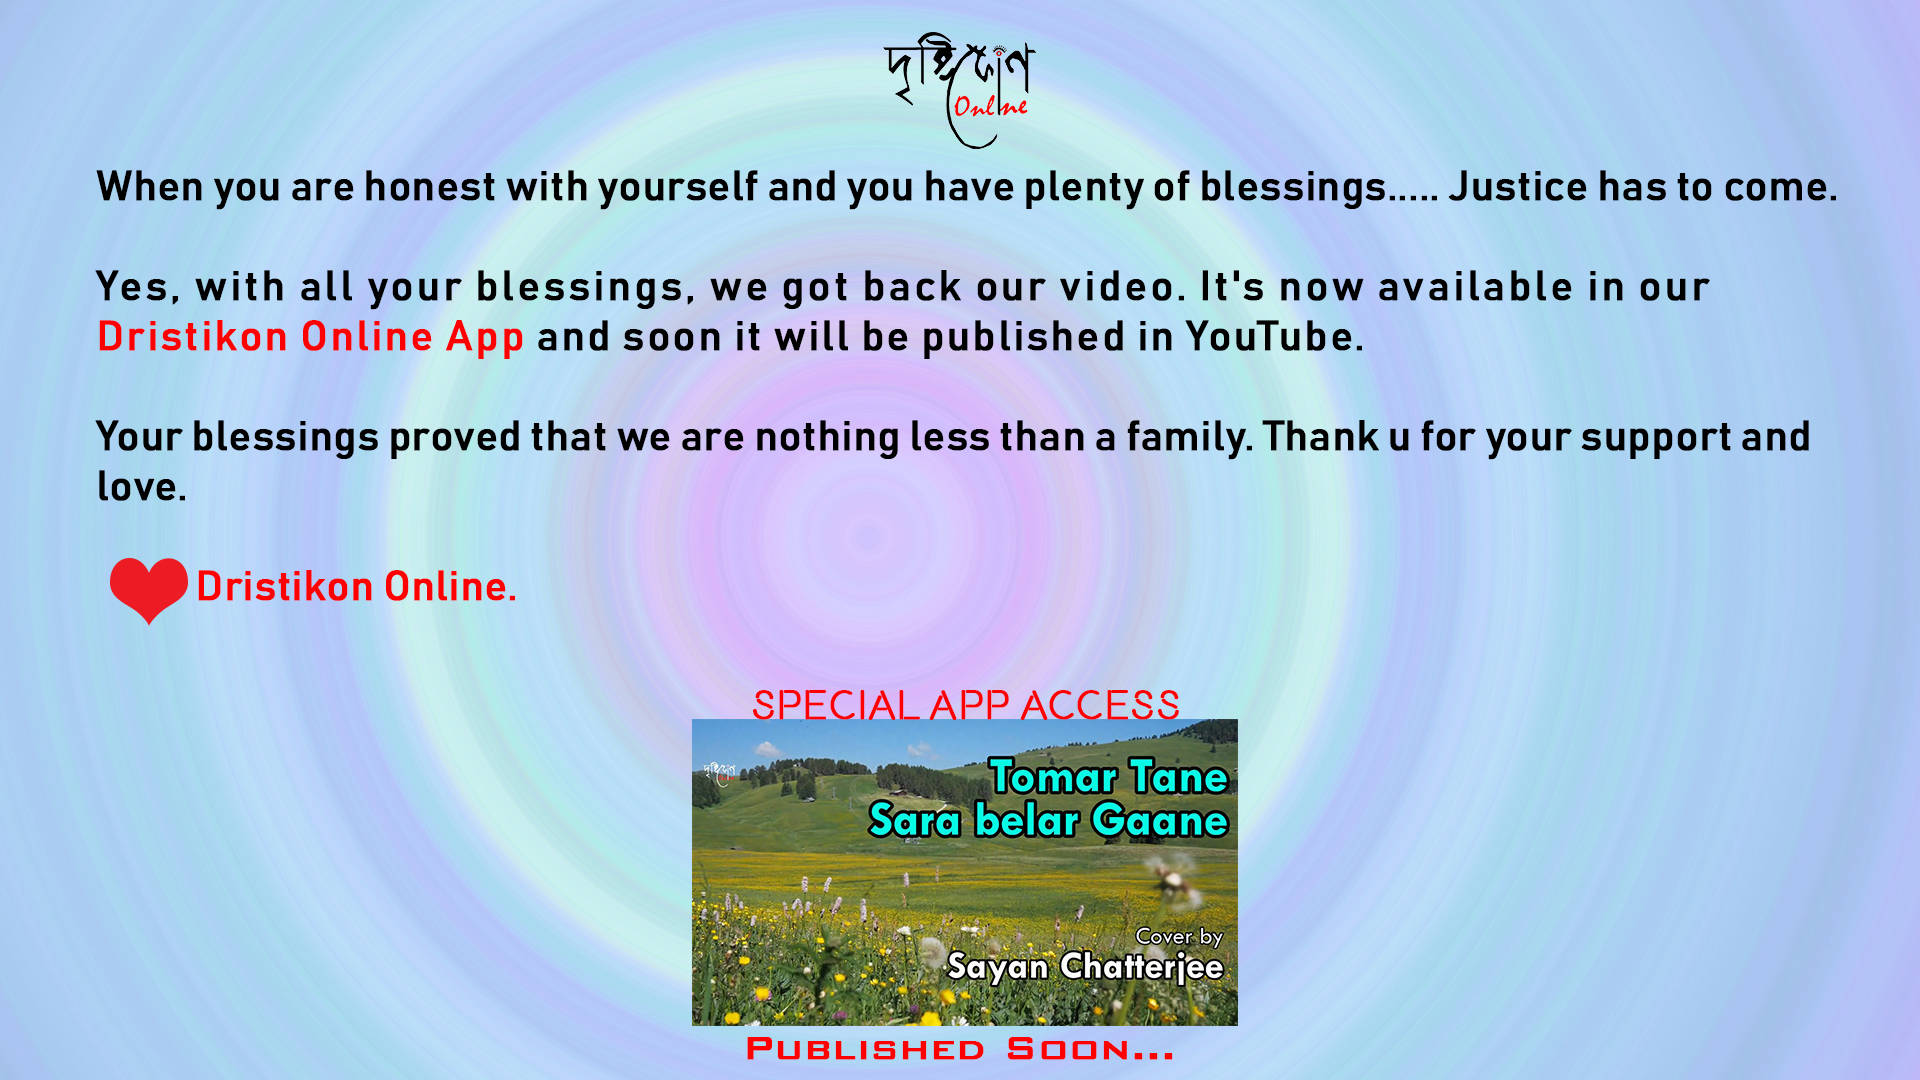 দৃষ্টিকোণ
Online
When you are honest with yourself and you have plenty of blessings..... Justice has to come.
Yes, with all your blessings, we got back our video. It's now available in our
Dristikon Online App and soon it will be published in YouTube.
Your blessings proved that we are nothing less than a family. Thank u for your support and
love.
Dristikon Online.
SPECIAL APP ACCESS
দৃষ্টিকোণ
Tomar Tane
Sara belar Gaane
Cover by
Sayan Chatterjee
Published Soon...